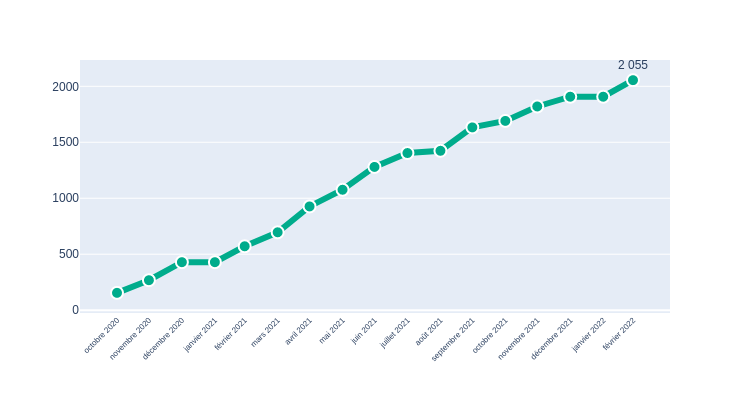 2 055
2000
1500
1000
500
0
octobre 2020
novembre 2020
décembre 2020
janvier 2021
février 2021
mars 2021
avril 2021
mai 2021
juin 2021
juillet 2021
août 2021
septembre 2021
octobre 2021
novembre 2021
décembre 2021
janvier 2022
février 2022